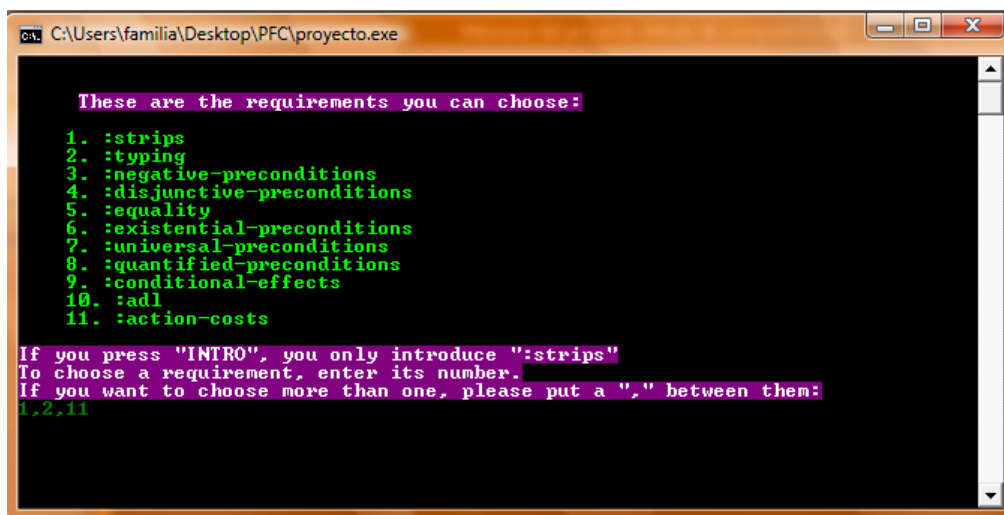 C:\Users\familia\Desktop\PFC\proyecto.exe
These are the requirements you can choose:
1. :strips
2. :typing
3. :negative-preconditions
4. :disjunctive-preconditions
5. :equality
6. :existential-preconditions
7. :universal-preconditions
8. :quantified-preconditions
9. :conditional-effects
10. :adl
11. :action-costs
If you press "INTRO", you only introduce ":strips"
To choose a requirement, enter its number.
If you want to choose more than one, please put a "," between them:
1,2,11